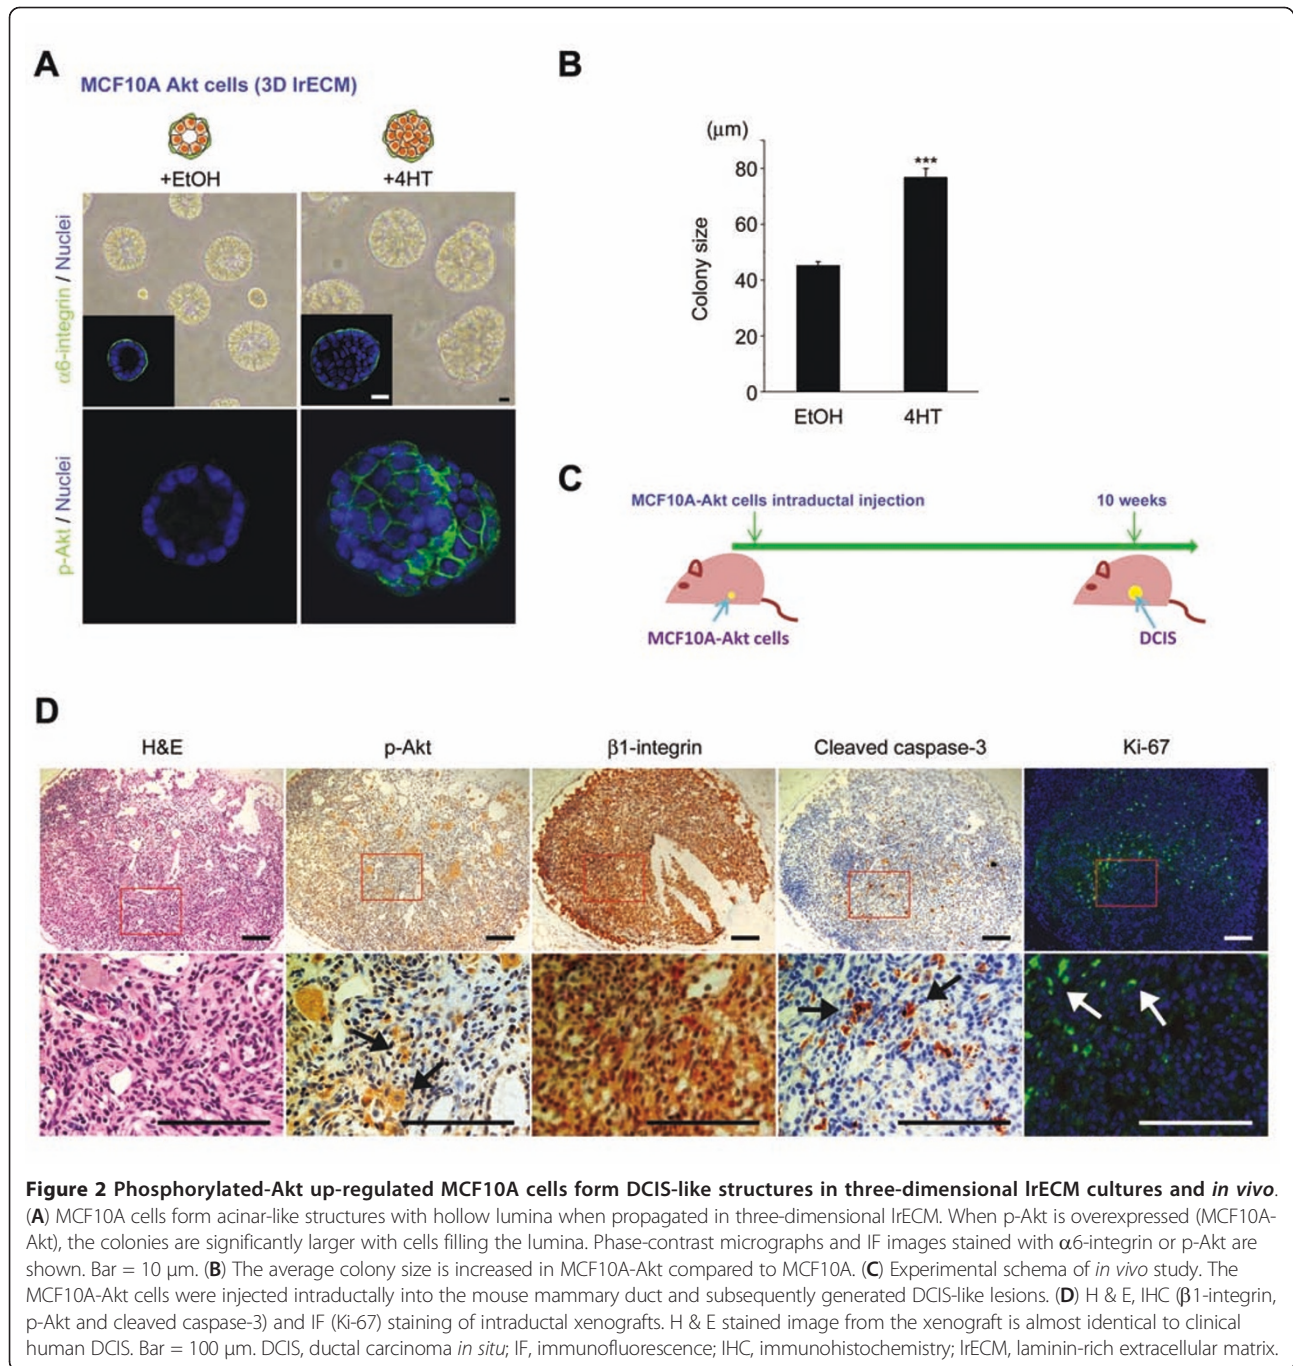 A
MCF10A Akt cells (3D lrECM)
+EtOH
+4HT
α6-integrin / Nuclei
p-Akt / Nuclei
B
(μm)
Colony size
80
60
40
20
0
***
EtOH
4HT
C
MCF10A-Akt cells intraductal injection
10 weeks
MCF10A-Akt cells
DCIS
D
H&E
p-Akt
β1-integrin
Cleaved caspase-3
Ki-67
Figure 2 Phosphorylated-Akt up-regulated MCF10A cells form DCIS-like structures in three-dimensional lrECM cultures and in vivo.
(A) MCF10A cells form acinar-like structures with hollow lumina when propagated in three-dimensional lrECM. When p-Akt is overexpressed (MCF10A-
Akt), the colonies are significantly larger with cells filling the lumina. Phase-contrast micrographs and IF images stained with α6-integrin or p-Akt are
shown. Bar = 10 μm. (B) The average colony size is increased in MCF10A-Akt compared to MCF10A. (C) Experimental schema of in vivo study. The
MCF10A-Akt cells were injected intraductally into the mouse mammary duct and subsequently generated DCIS-like lesions. (D) H & E, IHC (β1-integrin,
p-Akt and cleaved caspase-3) and IF (Ki-67) staining of intraductal xenografts. H & E stained image from the xenograft is almost identical to clinical
human DCIS. Bar = 100 μm. DCIS, ductal carcinoma in situ; IF, immunofluorescence; IHC, immunohistochemistry; lrECM, laminin-rich extracellular matrix.